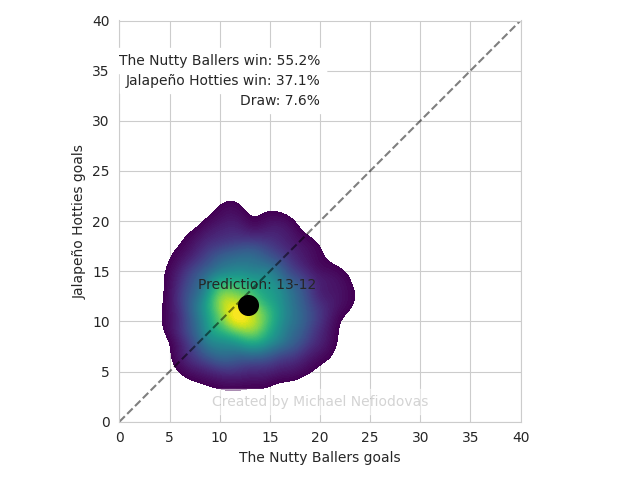 40
35
30
25
20
15
10
5
0
Jalapeño Hotties goals
The Nutty Ballers win: 55.2%
Jalapeño Hotties win: 37.1%
Draw: 7.6%
Prediction: 13-12
Created by Michael Nefiodovas
0 5 10 15 20 25 30 35 40
The Nutty Ballers goals